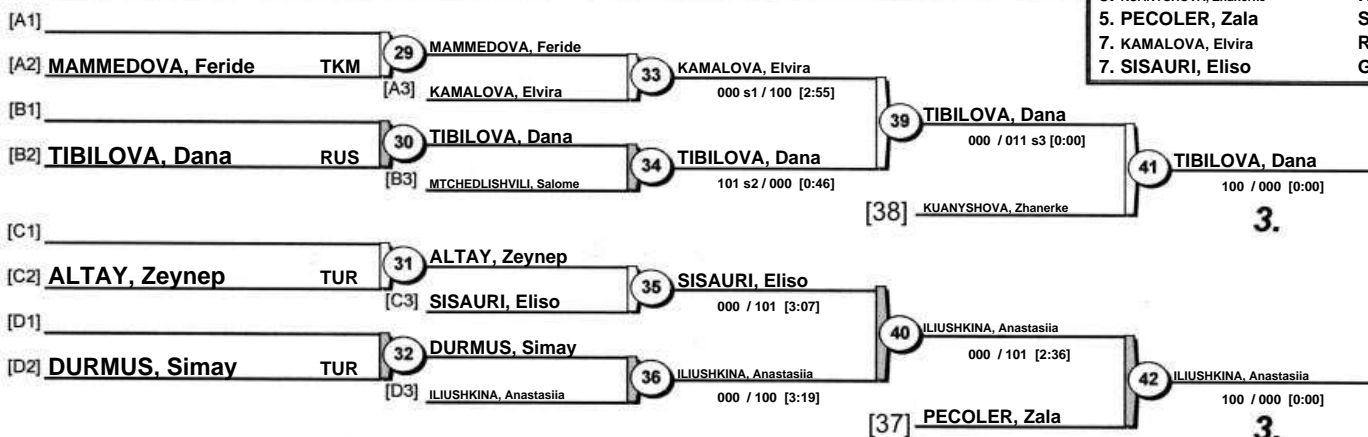 [A1]
[A2] MAMMEDOVA, Feride TKM
29
MAMMEDOVA, Feride
[A3] KAMALOVA, Elvira
33
KAMALOVA, Elvira
000 s1 / 100 [2:55]
[B1]
[B2] TIBILOVA, Dana RUS
30
TIBILOVA, Dana
[B3] MTCHEDLISHVILI, Salome
34
TIBILOVA, Dana
101 s2 / 000 [0:46]
39
TIBILOVA, Dana
000 / 011 s3 [0:00]
[38] KUANYSHOVA, Zhanerke
41
TIBILOVA, Dana
100 / 000 [0:00]
3.
[C1]
[C2] ALTAY, Zeynep TUR
31
ALTAY, Zeynep
[C3] SISAURI, Eliso
35
SISAURI, Eliso
000 / 101 [3:07]
[D1]
[D2] DURMUS, Simay TUR
32
DURMUS, Simay
[D3] ILIUSHKINA, Anastasiia
36
ILIUSHKINA, Anastasiia
000 / 100 [3:19]
40
ILIUSHKINA, Anastasiia
000 / 101 [2:36]
[37] PECOLER, Zala
42
ILIUSHKINA, Anastasiia
100 / 000 [0:00]
3.
5. PECOLER, Zala S
7. KAMALOVA, Elvira R
7. SISAURI, Eliso G